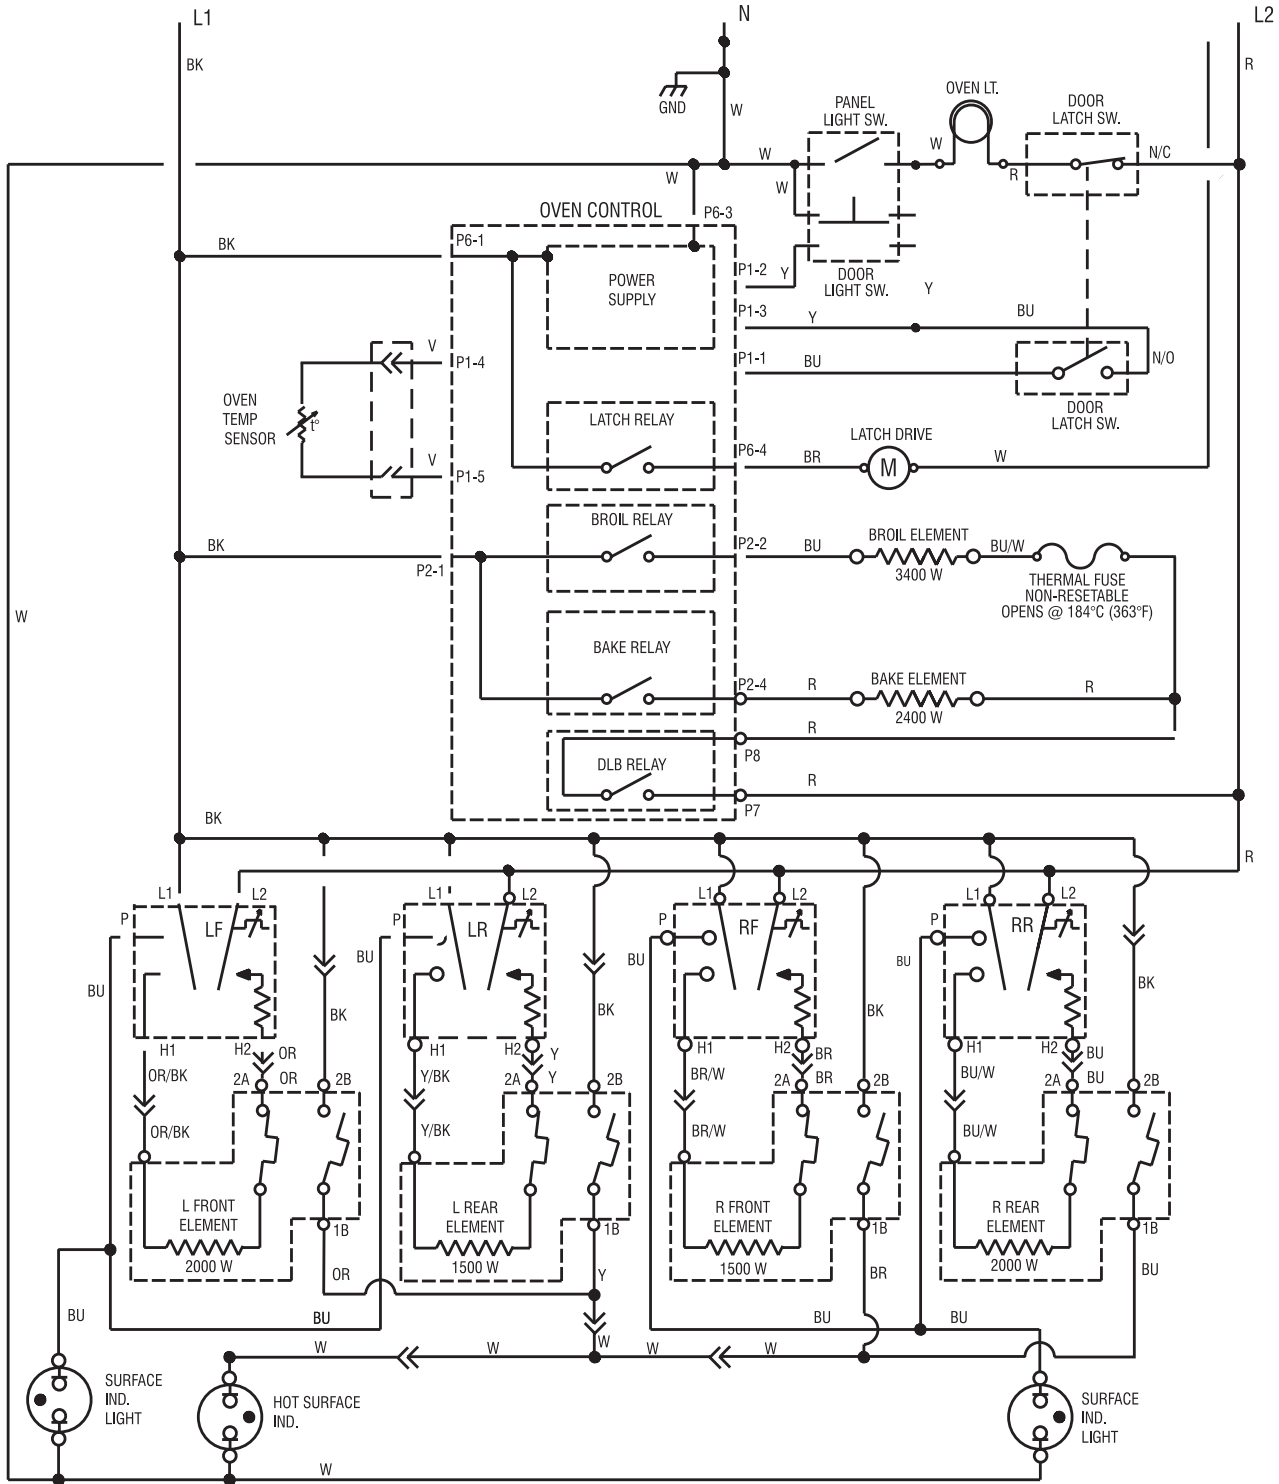 L1
N
L2
BK
R
GND
W
PANEL
LIGHT SW.
OVEN LT.
DOOR
LATCH SW.
W
W
W
W
R
N/C
OVEN CONTROL
P6-3
BK
P6-1
POWER
SUPPLY
P1-2
Y
DOOR
LIGHT SW.
Y
P1-3
Y
BU
V
P1-4
P1-1
BU
N/O
OVEN
TEMP
SENSOR
t°
DOOR
LATCH SW.
LATCH RELAY
LATCH DRIVE
V
P1-5
P6-4
BR
M
W
BROIL RELAY
BROIL ELEMENT
BK
P2-1
P2-2
BU
3400 W
BU/W
THERMAL FUSE
NON-RESETABLE
OPENS @ 184°C (363°F)
W
BAKE RELAY
BAKE ELEMENT
P2-4
R
2400 W
R
R
P8
DLB RELAY
R
P7
BK
R
L1
L2
L1
L2
L1
L2
L1
L2
P
LF
P
LR
P
RF
P
RR
BU
BU
BU
BU
BK
BK
BK
BK
H1
H2
OR
H1
H2
Y
H1
H2
BR
H1
H2
BU
OR/BK
2A
OR
2B
Y/BK
2A
Y
2B
BR/W
2A
BR
2B
BU/W
2A
BU
2B
OR/BK
Y/BK
BR/W
BU/W
L FRONT
ELEMENT
2000 W
1B
L REAR
ELEMENT
1500 W
1B
R FRONT
ELEMENT
1500 W
1B
R REAR
ELEMENT
2000 W
1B
OR
Y
BR
BU
BU
BU
BU
BU
W
W
W
W
W
SURFACE
IND.
LIGHT
HOT SURFACE
IND.
SURFACE
IND.
LIGHT
W